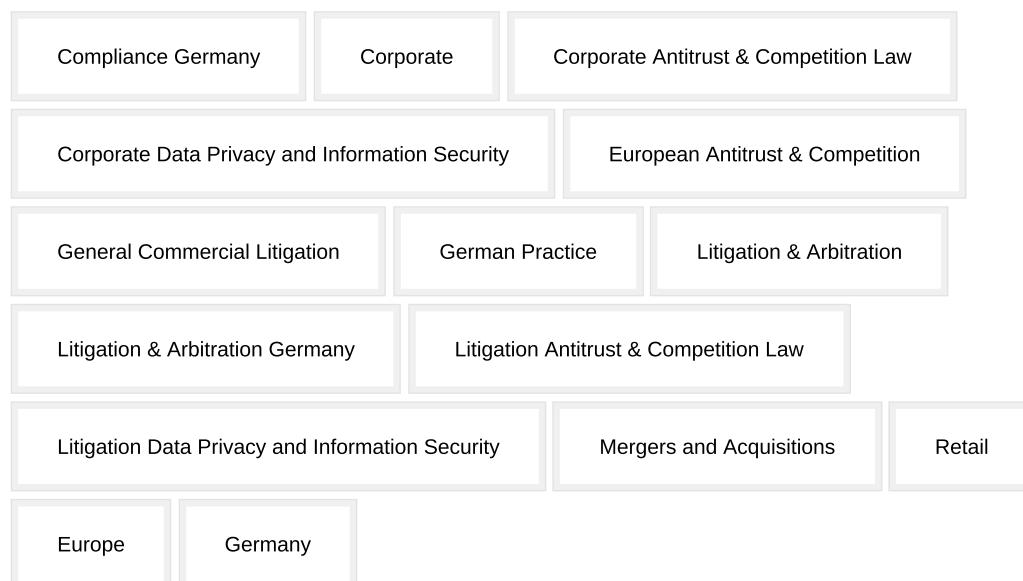 Compliance Germany Corporate Corporate Antitrust & Competition Law
Corporate Data Privacy and Information Security European Antitrust & Competition
General Commercial Litigation German Practice Litigation & Arbitration
Litigation & Arbitration Germany Litigation Antitrust & Competition Law
Litigation Data Privacy and Information Security Mergers and Acquisitions Retail
Europe Germany